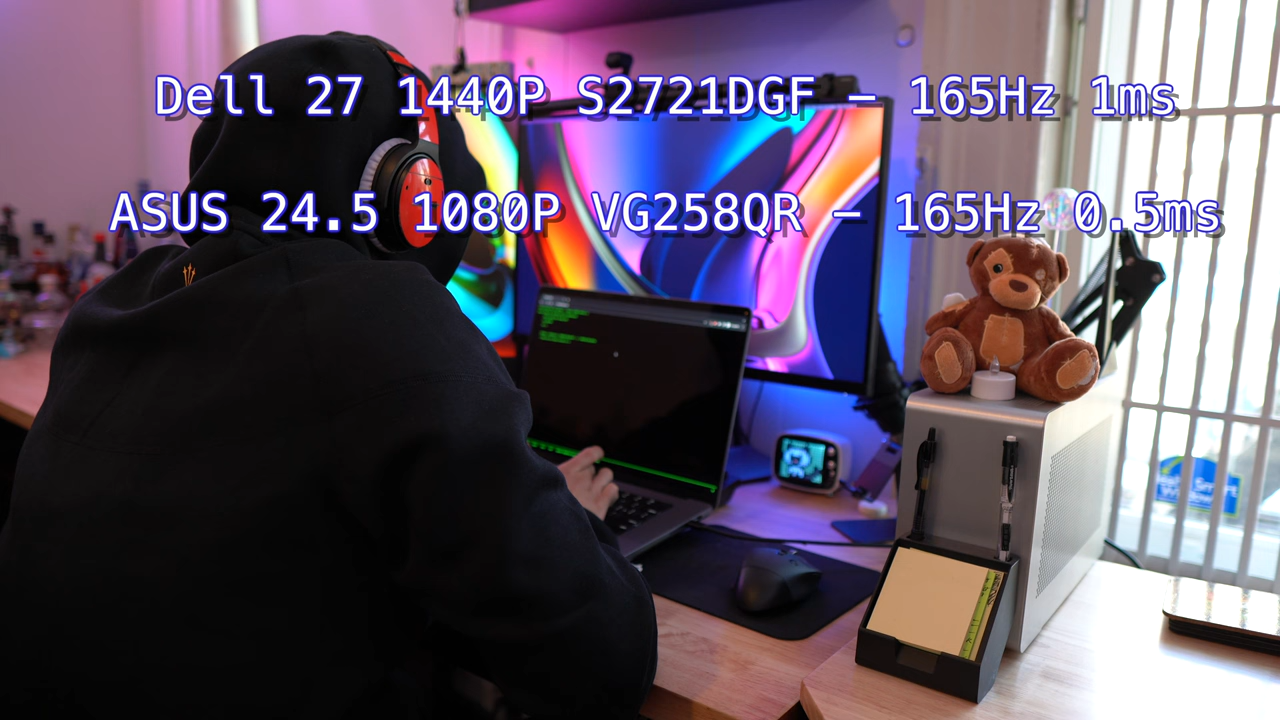 Dell 27 1440P S2721DGF – 165Hz 1ms
ASUS 24.5 1080P VG258QR – 165Hz 0.5ms